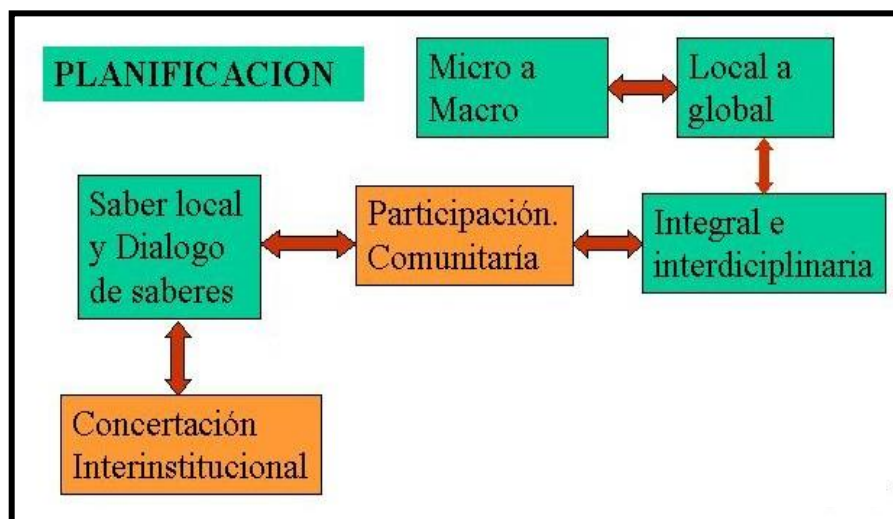 PLANIFICACION
Micro a
Macro
Local a
global
Saber local
y Dialogo
de saberes
Participación.
Comunitaría
Integral e
interdiciplinaria
Concertación
Interinstitucional